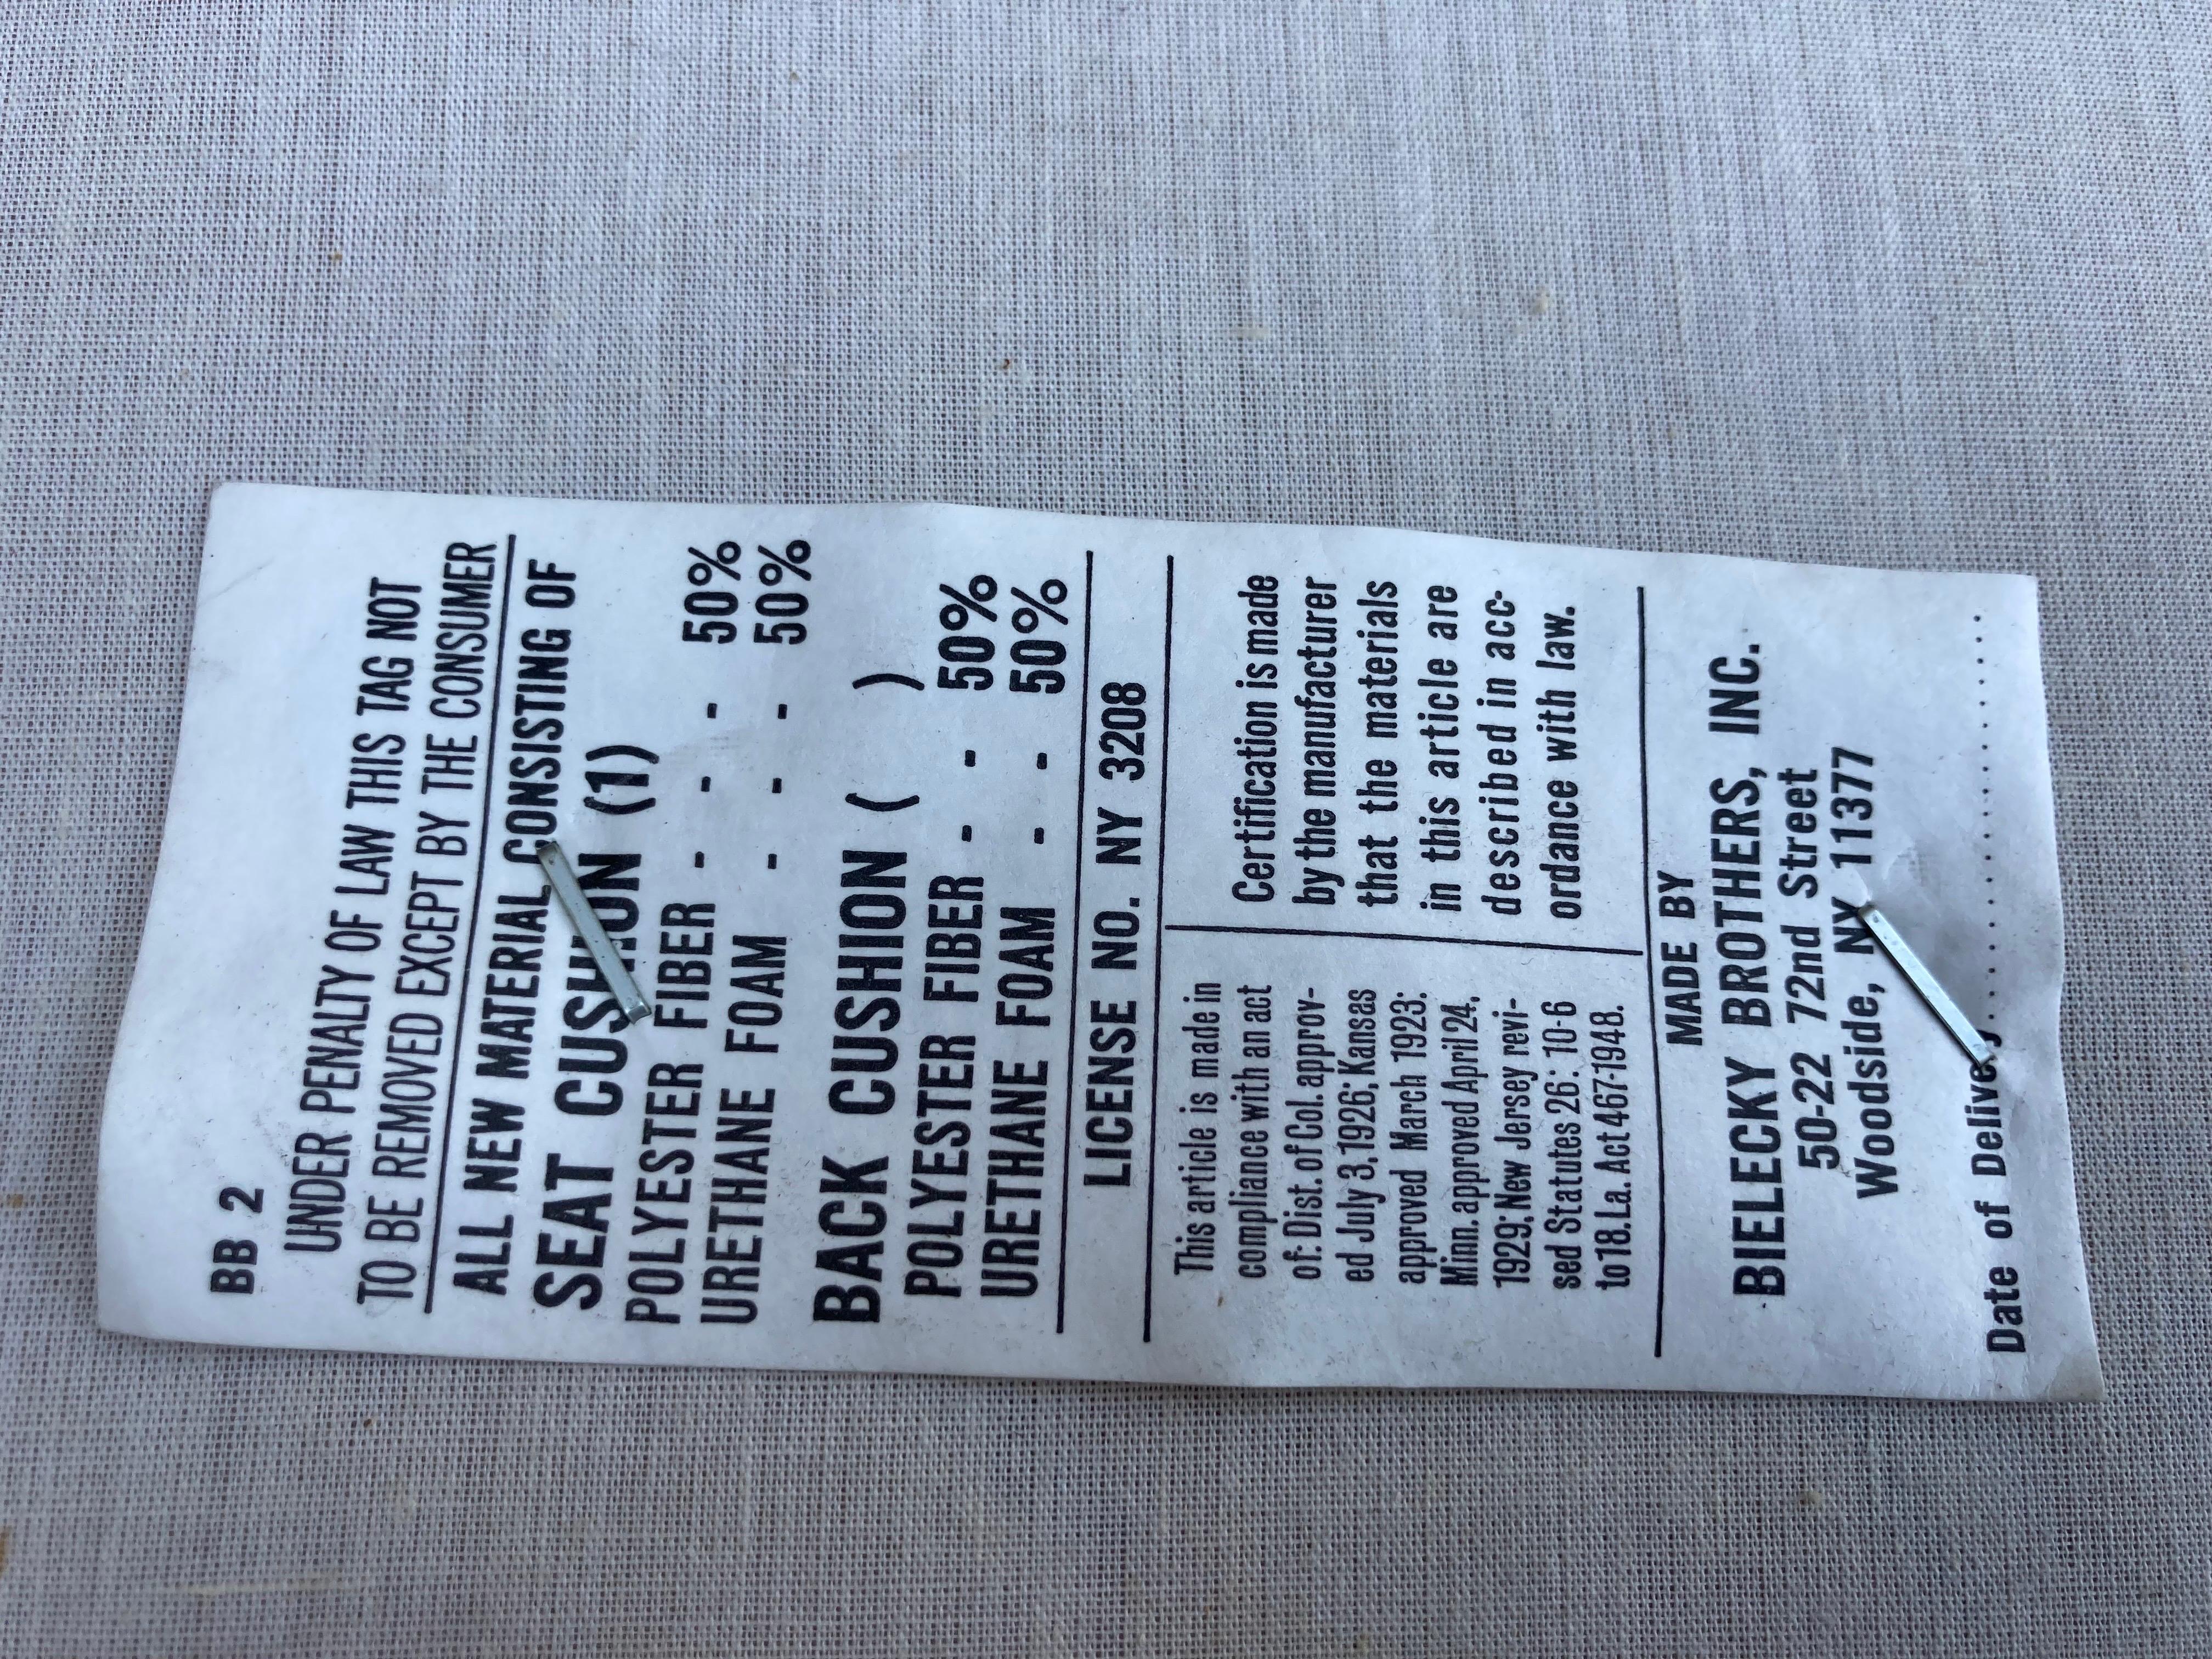 BB 2
UNDER PENALTY OF LAW THIS TAG NOT
TO BE REMOVED EXCEPT BY THE CONSUMER
ALL NEW MATERIAL CONSISTING OF
SEAT CUSHION (1)
POLYESTER FIBER - - - 50%
URETHANE FOAM - - - 50%
BACK CUSHION ( )
POLYESTER FIBER - - 50%
URETHANE FOAM - - 50%
LICENSE NO. NY 3208
This article is made in
compliance with an act
of: Dist. of Col. approv-
ed July 3, 1926; Kansas
approved March 1923:
Minn. approved April 24,
1929; New Jersey revi-
sed Statutes 26: 10-6
to 18. La. Act 467-1948.
Certification is made
by the manufacturer
that the materials
in this article are
described in acc-
ordance with law.
MADE BY
BIELECKY BROTHERS, INC.
50-22 72nd Street
Woodside, NY 11377
Date of Delivery....................